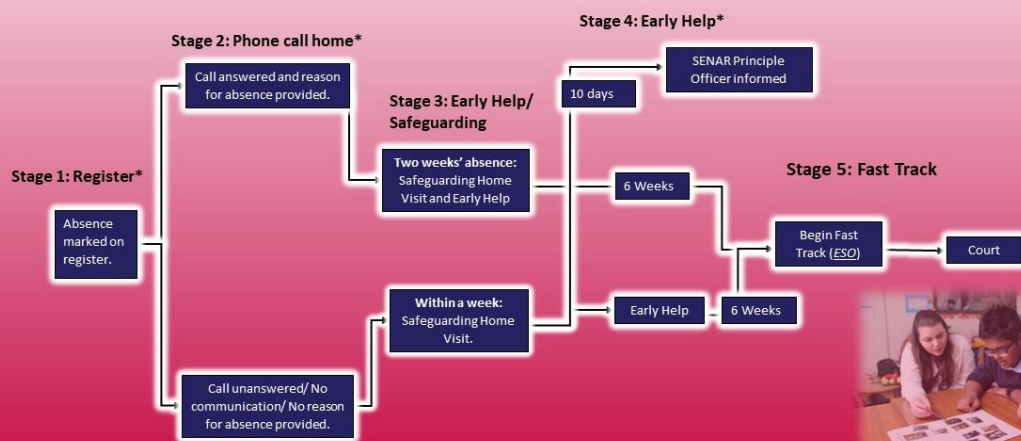 Stage 4: Early Help*
Stage 2: Phone call home*
SENAR Principle
Officer informed
Call answered and reason
for absence provided.
10 days
Stage 3: Early Help/
Safeguarding
Two weeks' absence:
Safeguarding Home
Visit and Early Help
Stage 1: Register*
6 Weeks
Stage 5: Fast Track
Absence
marked on
register.
Begin Fast
Track (ESO)
Court
Within a week:
Safeguarding Home
Visit.
Early Help
6 Weeks
Call unanswered/ No
communication/ No reason
for absence provided.